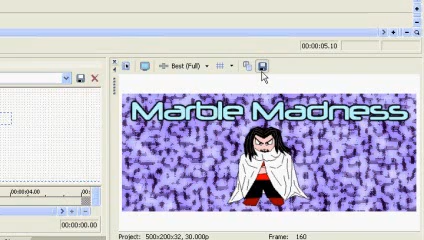 00:00:05.10
Best (Full)
Marble Madness
00:00:04.00
00:
00:00:00.00
Project: 500x200x32, 30.000p Frame: 160